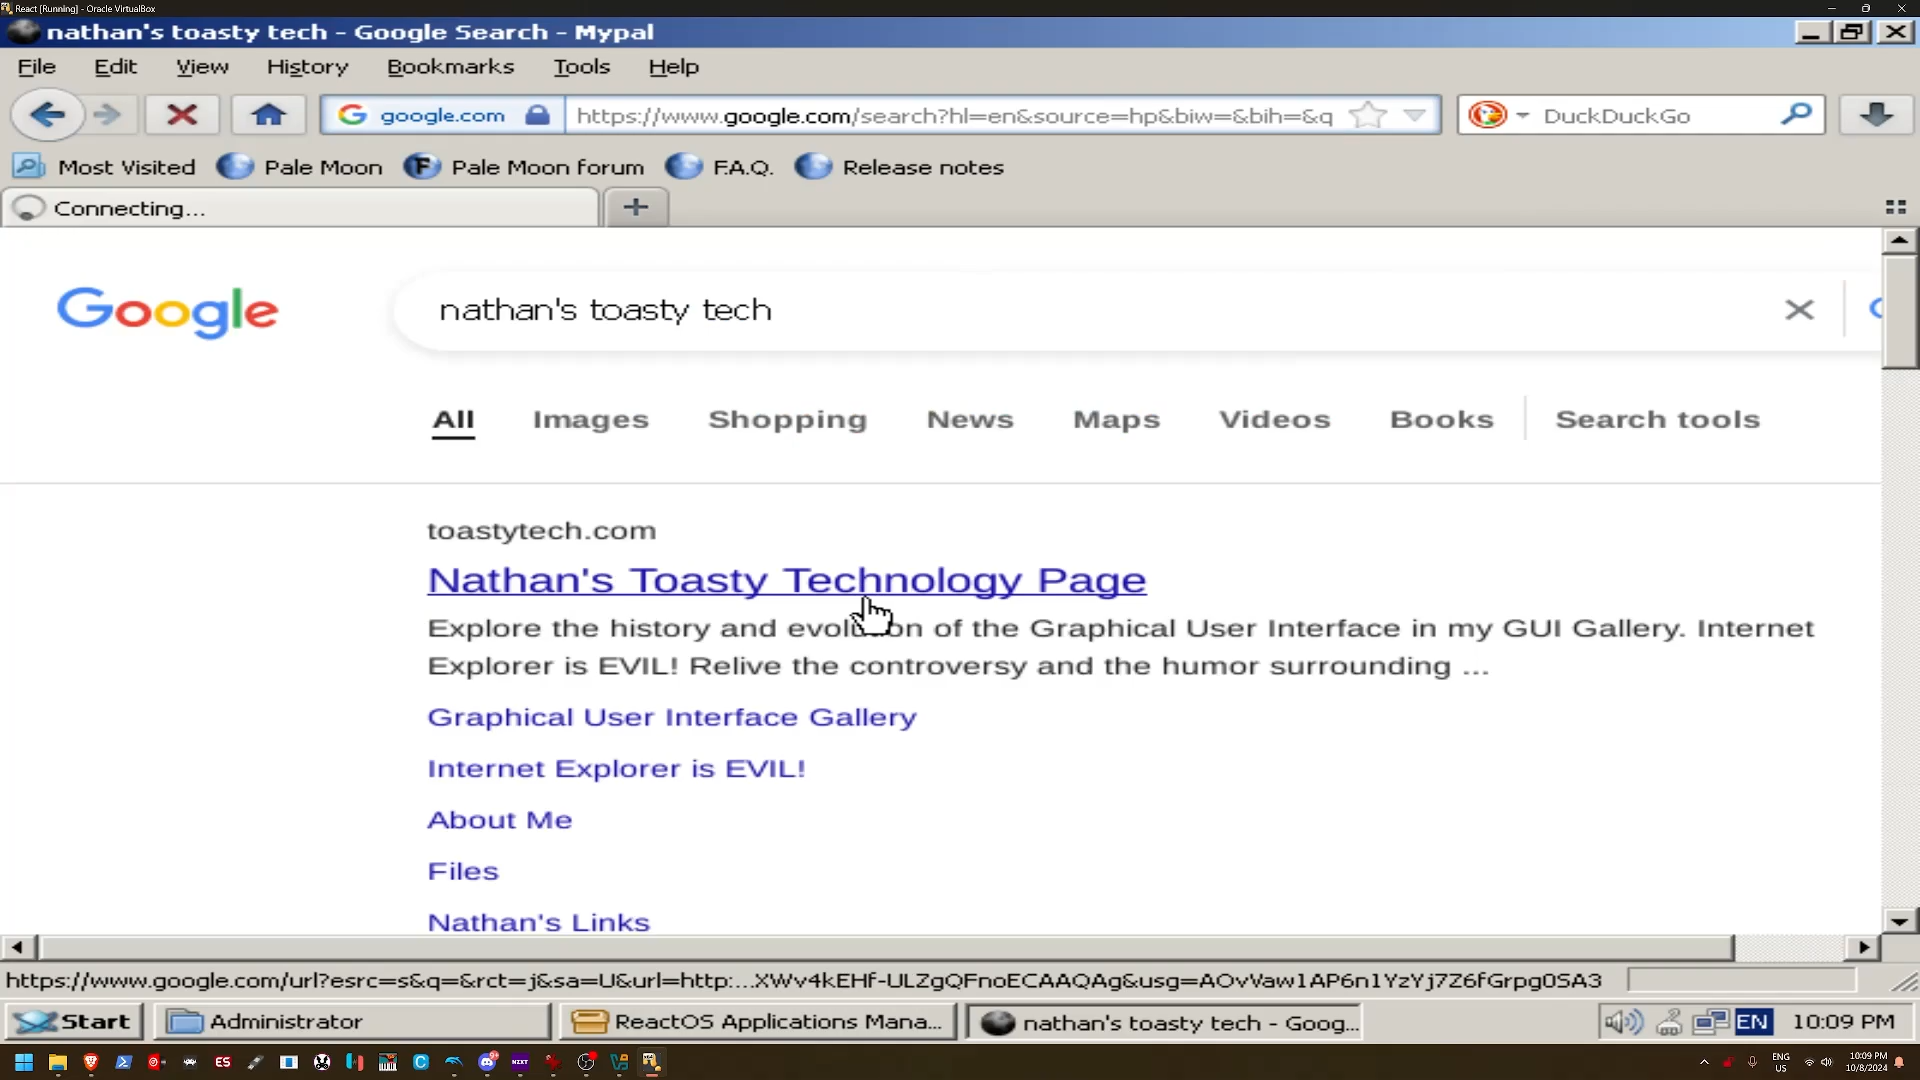 React [Running] - Oracle VirtualBox
nathan's toasty tech - Google Search - Mypal
File Edit View History Bookmarks Tools Help
google.com https://www.google.com/search?hl=en&source=hp&biw=&bih=&q DuckDuckGo
Most Visited Pale Moon Pale Moon forum F.A.Q. Release notes
Connecting...
Google nathan's toasty tech
All Images Shopping News Maps Videos Books Search tools
toastytech.com
Nathan's Toasty Technology Page
Explore the history and evolution of the Graphical User Interface in my GUI Gallery. Internet
Explorer is EVIL! Relive the controversy and the humor surrounding ...
Graphical User Interface Gallery
Internet Explorer is EVIL!
About Me
Files
Nathan's Links
https://www.google.com/url?esrc=s&q=&rct=j&sa=U&url=http:...XWv4kEHf-ULZgQFnoECAAQAg&usg=AOvVaw1AP6n1YzYj7Z6fGrpg0SA3
Start Administrator ReactOS Applications Mana... nathan's toasty tech - Goog... EN 10:09 PM
ES NZXT ENG US 10:09 PM 10/8/2024